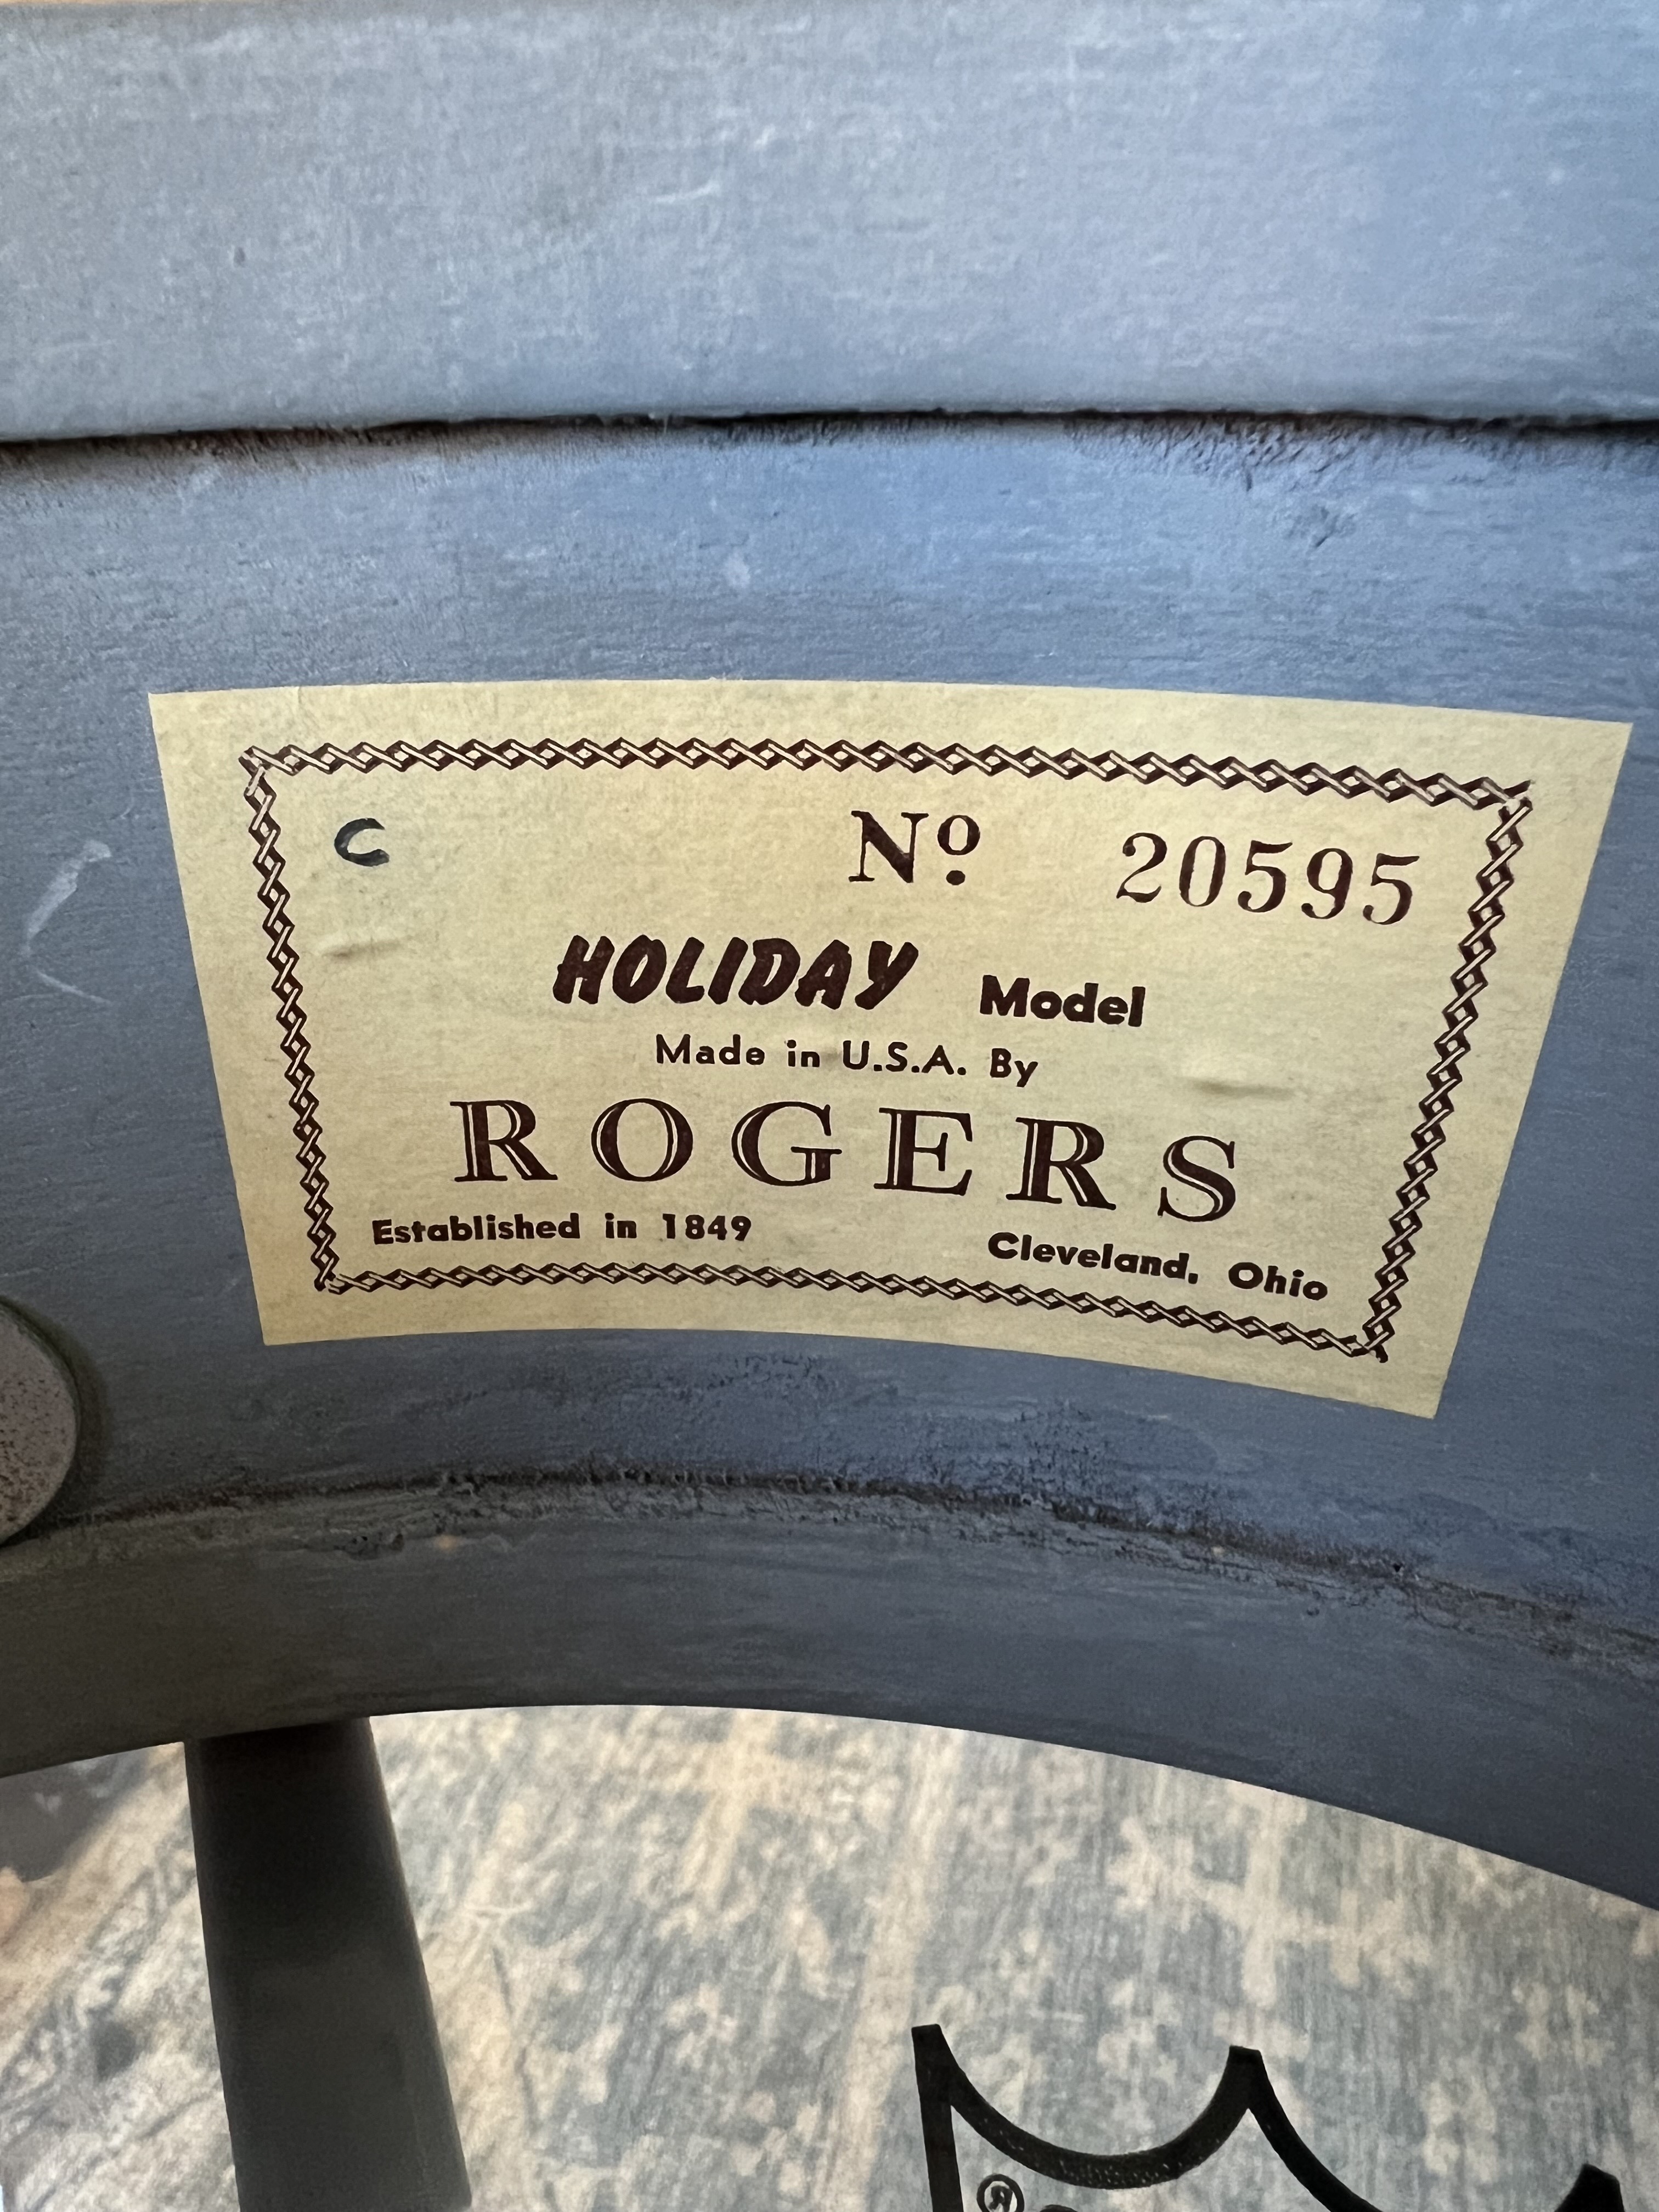 C
Nº 20595
HOLIDAY Model
Made in U.S.A. By
ROGERS
Established in 1849 Cleveland, Ohio
®